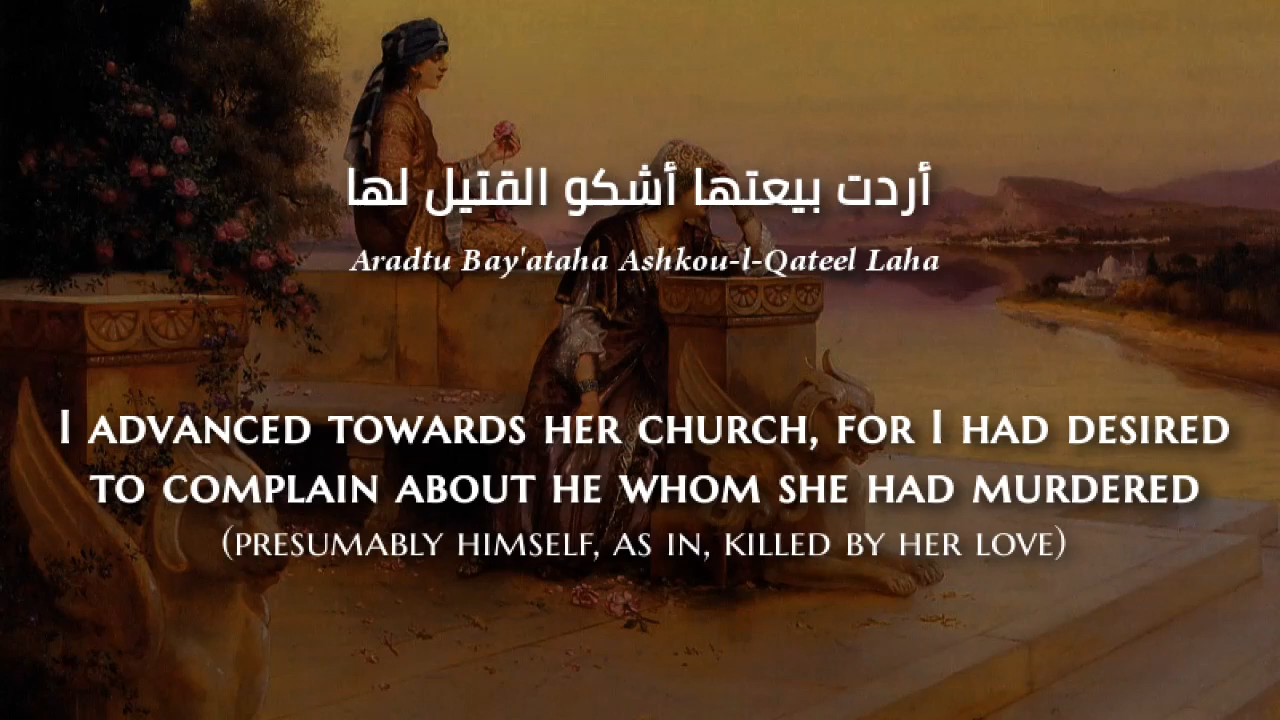 أردت بيعتها أشكو القتيل لها
Aradtu Bay'ataha Ashkou-l-Qateel Laha
I ADVANCED TOWARDS HER CHURCH, FOR I HAD DESIRED
TO COMPLAIN ABOUT HE WHOM SHE HAD MURDERED
(PRESUMABLY HIMSELF, AS IN, KILLED BY HER LOVE)